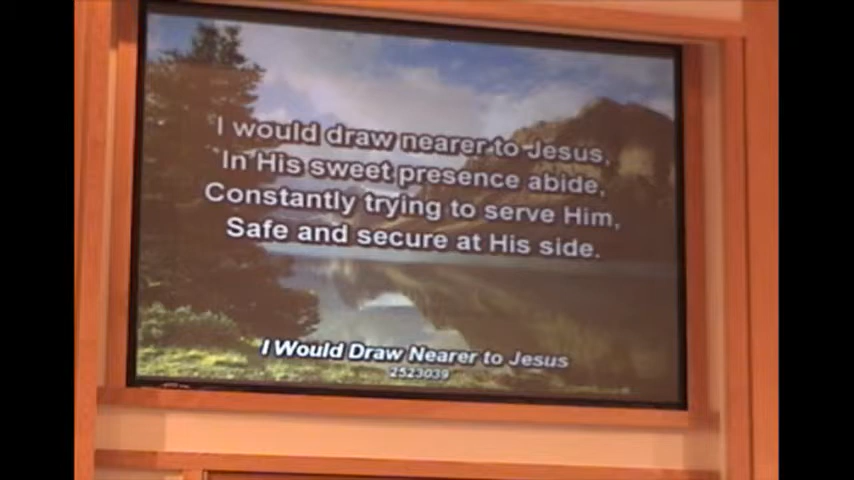 I would draw nearer to Jesus,
In His sweet presence abide,
Constantly trying to serve Him,
Safe and secure at His side.
I Would Draw Nearer to Jesus
2523039